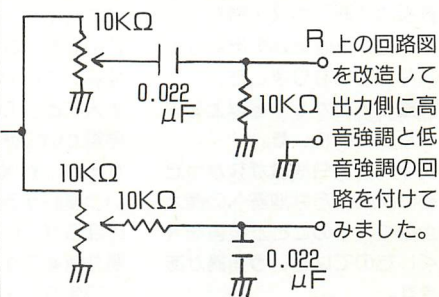 10KΩ
0.022
μF
10KΩ
R
10KΩ
10KΩ
0.022
μF
上の回路図
を改造して
出力側に高
音強調と低
音強調の回
路を付けて
みました。